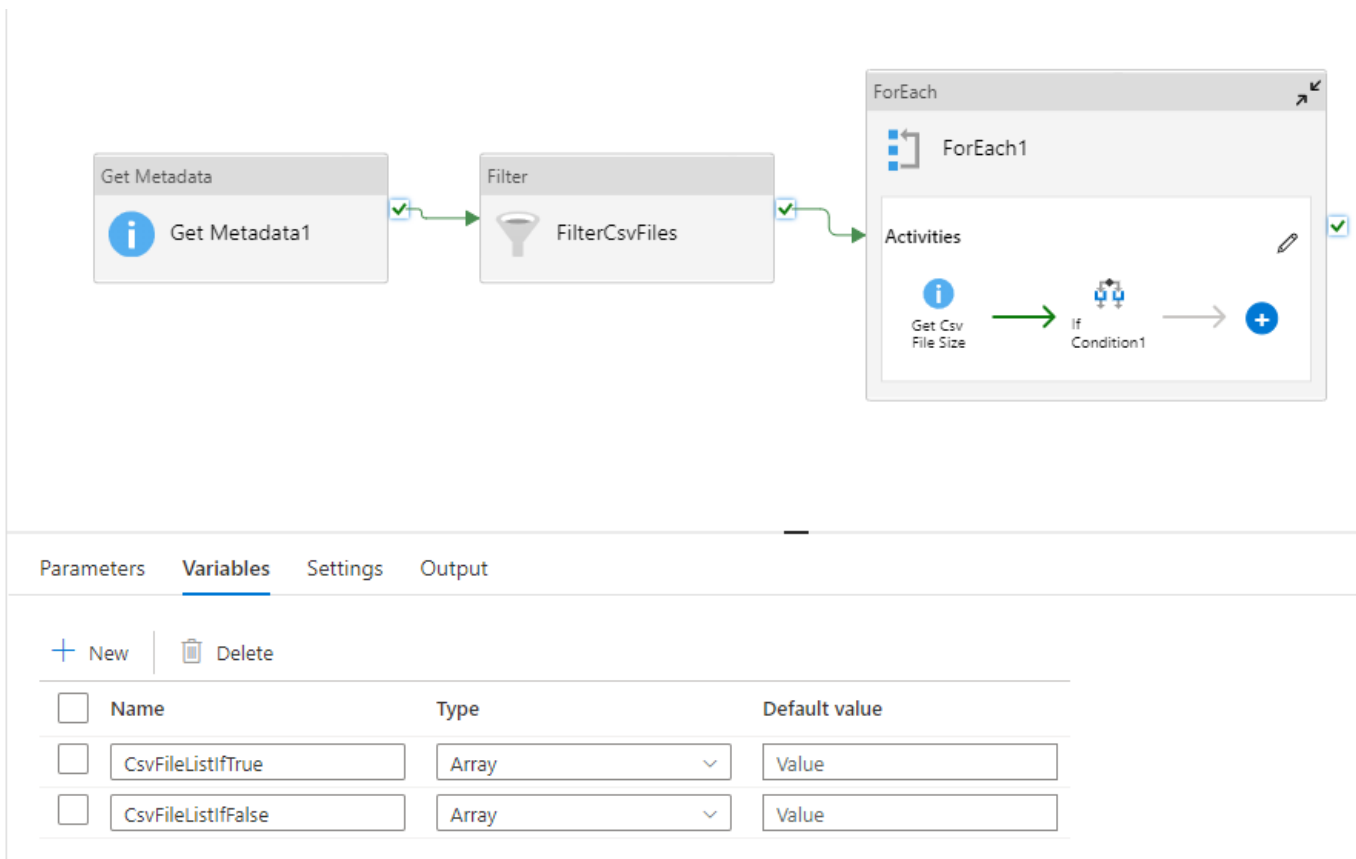 ForEach
ForEach1
Get Metadata
Get Metadata1
Filter
FilterCsvFiles
Activities
Get Csv
File Size
If
Condition1
Parameters Variables Settings Output
New Delete
Name Type Default value
CsvFileListIfTrue Array Value
CsvFileListIfFalse Array Value